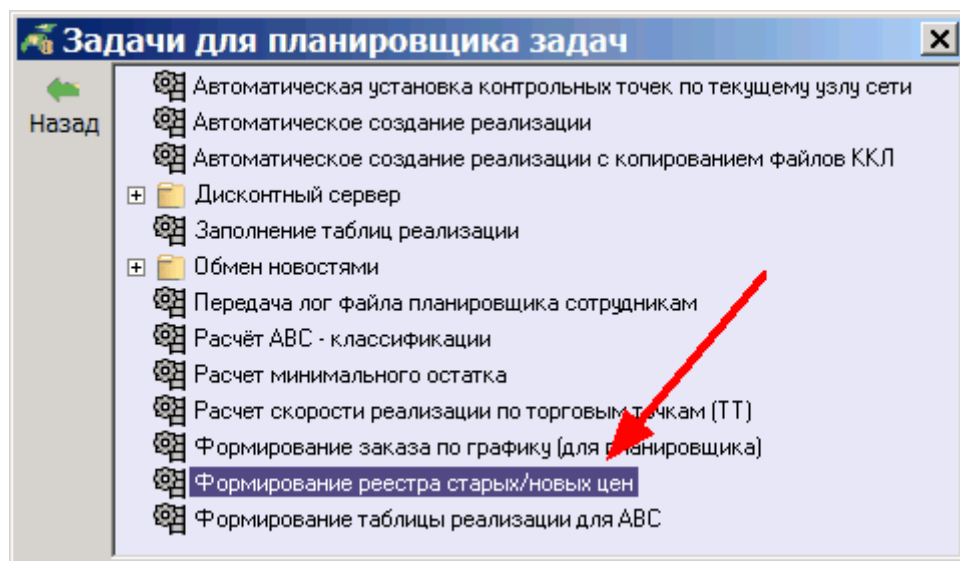 Задачи для планировщика задач
Назад
Автоматическая установка контрольных точек по текущему узлу сети
Автоматическое создание реализации
Автоматическое создание реализации с копированием файлов ККЛ
Дисконтный сервер
Заполнение таблиц реализации
Обмен новостями
Передача лог файла планировщика сотрудникам
Расчёт АВС - классификации
Расчет минимального остатка
Расчет скорости реализации по торговым точкам (ТТ)
Формирование заказа по графику (для планировщика)
Формирование реестра старых/новых цен
Формирование таблицы реализации для АВС